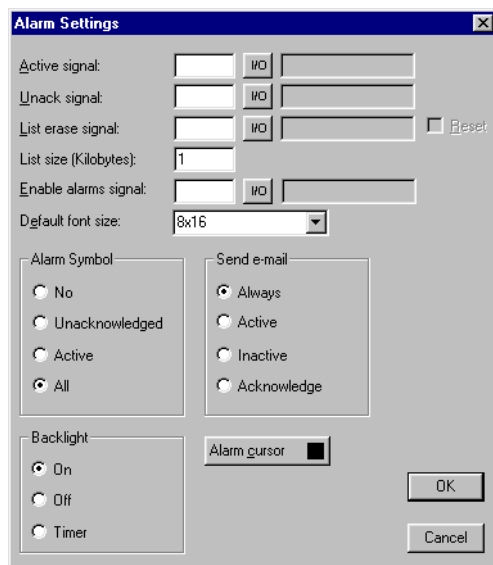 Alarm Settings
Active signal: I/O
Unack signal: I/O
List erase signal: I/O Reset
List size (Kilobytes): 1
Enable alarms signal: I/O
Default font size: 8x16
Alarm Symbol
No
Unacknowledged
Active
All
Send e-mail
Always
Active
Inactive
Acknowledge
Backlight
On
Off
Timer
Alarm cursor
OK
Cancel